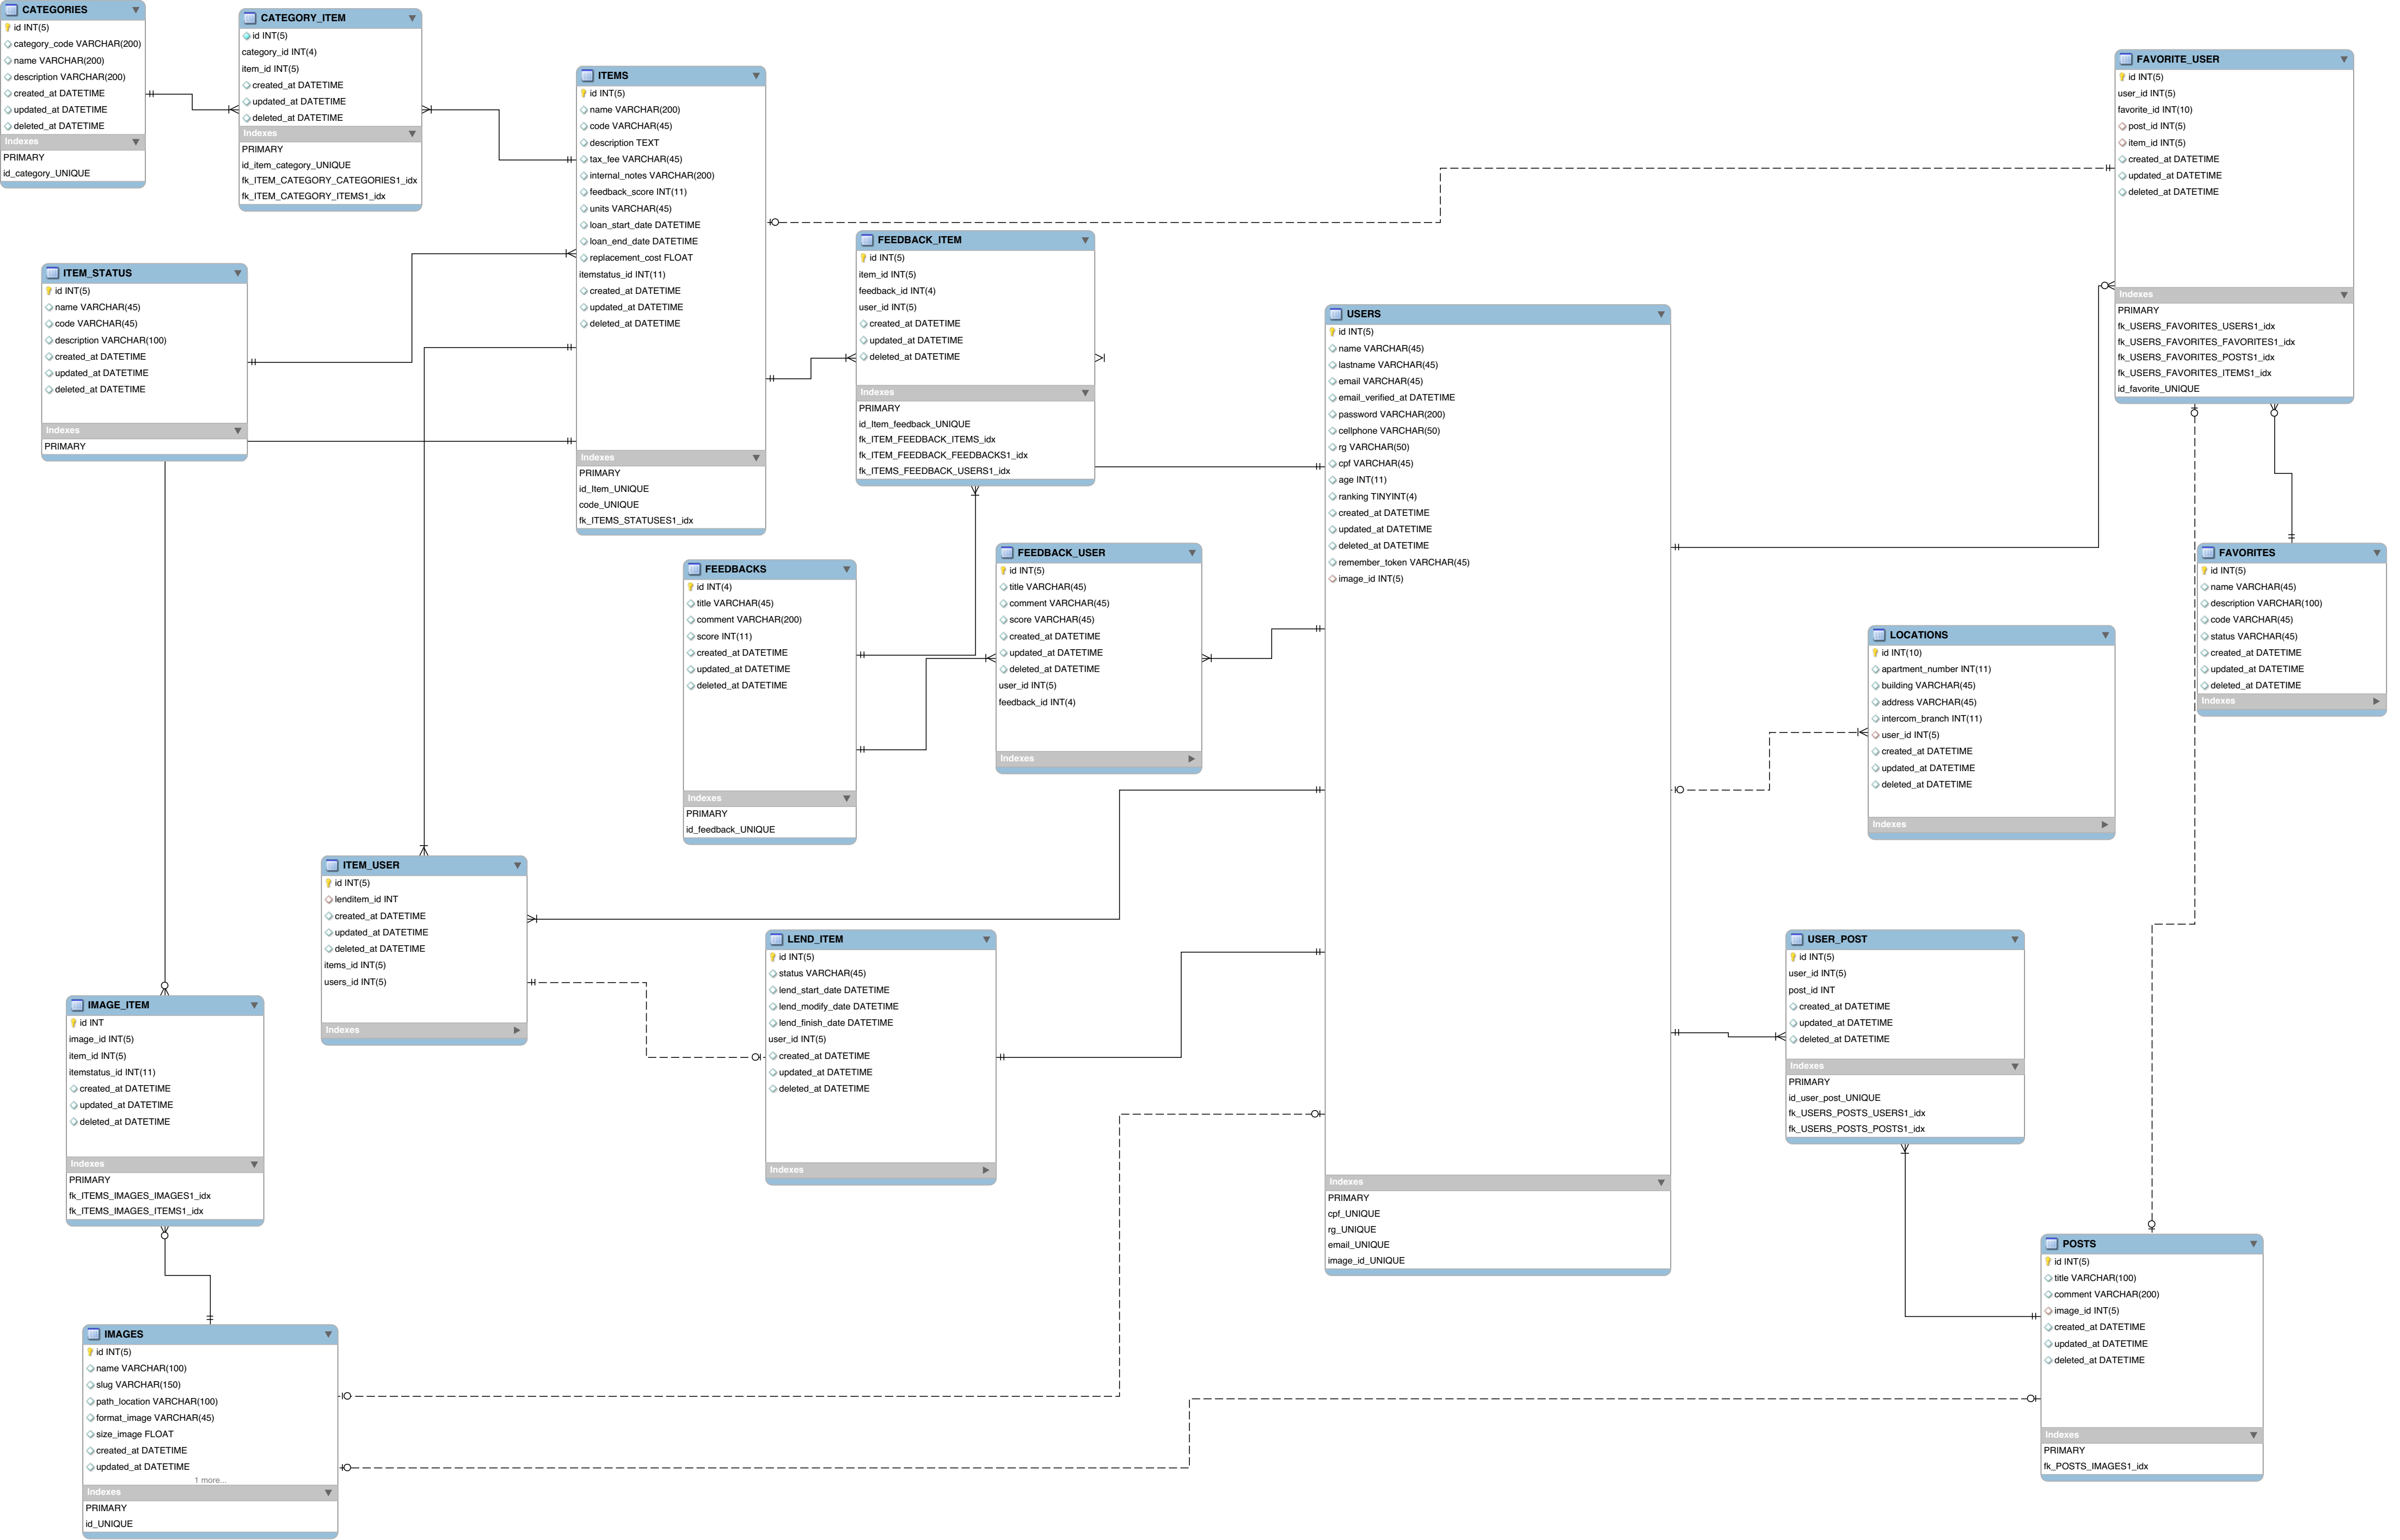 CATEGORIES
id INT(5)
category_code VARCHAR(200)
name VARCHAR(200)
description VARCHAR(200)
created_at DATETIME
updated_at DATETIME
deleted_at DATETIME
Indexes
PRIMARY
id_category_UNIQUE
CATEGORY_ITEM
id INT(5)
category_id INT(4)
item_id INT(5)
created_at DATETIME
updated_at DATETIME
deleted_at DATETIME
Indexes
PRIMARY
id_item_category_UNIQUE
fk_ITEM_CATEGORY_CATEGORIES1_idx
fk_ITEM_CATEGORY_ITEMS1_idx
ITEMS
id INT(5)
name VARCHAR(200)
code VARCHAR(45)
description TEXT
tax_fee VARCHAR(45)
internal_notes VARCHAR(200)
feedback_score INT(11)
units VARCHAR(45)
loan_start_date DATETIME
loan_end_date DATETIME
replacement_cost FLOAT
itemstatus_id INT(11)
created_at DATETIME
updated_at DATETIME
deleted_at DATETIME
Indexes
PRIMARY
id_Item_UNIQUE
code_UNIQUE
fk_ITEMS_STATUSES1_idx
FAVORITE_USER
id INT(5)
user_id INT(5)
favorite_id INT(10)
post_id INT(5)
item_id INT(5)
created_at DATETIME
updated_at DATETIME
deleted_at DATETIME
Indexes
PRIMARY
fk_USERS_FAVORITES_USERS1_idx
fk_USERS_FAVORITES_FAVORITES1_idx
fk_USERS_FAVORITES_POSTS1_idx
fk_USERS_FAVORITES_ITEMS1_idx
id_favorite_UNIQUE
ITEM_STATUS
id INT(5)
name VARCHAR(45)
code VARCHAR(45)
description VARCHAR(100)
created_at DATETIME
updated_at DATETIME
deleted_at DATETIME
Indexes
PRIMARY
FEEDBACK_ITEM
id INT(5)
item_id INT(5)
feedback_id INT(4)
user_id INT(5)
created_at DATETIME
updated_at DATETIME
deleted_at DATETIME
Indexes
PRIMARY
id_Item_feedback_UNIQUE
fk_ITEM_FEEDBACK_ITEMS_idx
fk_ITEM_FEEDBACK_FEEDBACKS1_idx
fk_ITEMS_FEEDBACK_USERS1_idx
USERS
id INT(5)
name VARCHAR(45)
lastname VARCHAR(45)
email VARCHAR(45)
email_verified_at DATETIME
password VARCHAR(200)
cellphone VARCHAR(50)
rg VARCHAR(50)
cpf VARCHAR(45)
age INT(11)
ranking TINYINT(4)
created_at DATETIME
updated_at DATETIME
deleted_at DATETIME
remember_token VARCHAR(45)
image_id INT(5)
Indexes
PRIMARY
cpf_UNIQUE
rg_UNIQUE
email_UNIQUE
image_id_UNIQUE
FEEDBACKS
id INT(4)
title VARCHAR(45)
comment VARCHAR(200)
score INT(11)
created_at DATETIME
updated_at DATETIME
deleted_at DATETIME
Indexes
PRIMARY
id_feedback_UNIQUE
FEEDBACK_USER
id INT(5)
title VARCHAR(45)
comment VARCHAR(45)
score VARCHAR(45)
created_at DATETIME
updated_at DATETIME
deleted_at DATETIME
user_id INT(5)
feedback_id INT(4)
Indexes
FAVORITES
id INT(5)
name VARCHAR(45)
description VARCHAR(100)
code VARCHAR(45)
status VARCHAR(45)
created_at DATETIME
updated_at DATETIME
deleted_at DATETIME
Indexes
LOCATIONS
id INT(10)
apartment_number INT(11)
building VARCHAR(45)
address VARCHAR(45)
intercom_branch INT(11)
user_id INT(5)
created_at DATETIME
updated_at DATETIME
deleted_at DATETIME
Indexes
ITEM_USER
id INT(5)
lenditem_id INT
created_at DATETIME
updated_at DATETIME
deleted_at DATETIME
items_id INT(5)
users_id INT(5)
Indexes
LEND_ITEM
id INT(5)
status VARCHAR(45)
lend_start_date DATETIME
lend_modify_date DATETIME
lend_finish_date DATETIME
user_id INT(5)
created_at DATETIME
updated_at DATETIME
deleted_at DATETIME
Indexes
USER_POST
id INT(5)
user_id INT(5)
post_id INT
created_at DATETIME
updated_at DATETIME
deleted_at DATETIME
Indexes
PRIMARY
id_user_post_UNIQUE
fk_USERS_POSTS_USERS1_idx
fk_USERS_POSTS_POSTS1_idx
IMAGE_ITEM
id INT
image_id INT(5)
item_id INT(5)
itemstatus_id INT(11)
created_at DATETIME
updated_at DATETIME
deleted_at DATETIME
Indexes
PRIMARY
fk_ITEMS_IMAGES_IMAGES1_idx
fk_ITEMS_IMAGES_ITEMS1_idx
POSTS
id INT(5)
title VARCHAR(100)
comment VARCHAR(200)
image_id INT(5)
created_at DATETIME
updated_at DATETIME
deleted_at DATETIME
Indexes
PRIMARY
fk_POSTS_IMAGES1_idx
IMAGES
id INT(5)
name VARCHAR(100)
slug VARCHAR(150)
path_location VARCHAR(100)
format_image VARCHAR(45)
size_image FLOAT
created_at DATETIME
updated_at DATETIME
1 more...
Indexes
PRIMARY
id_UNIQUE